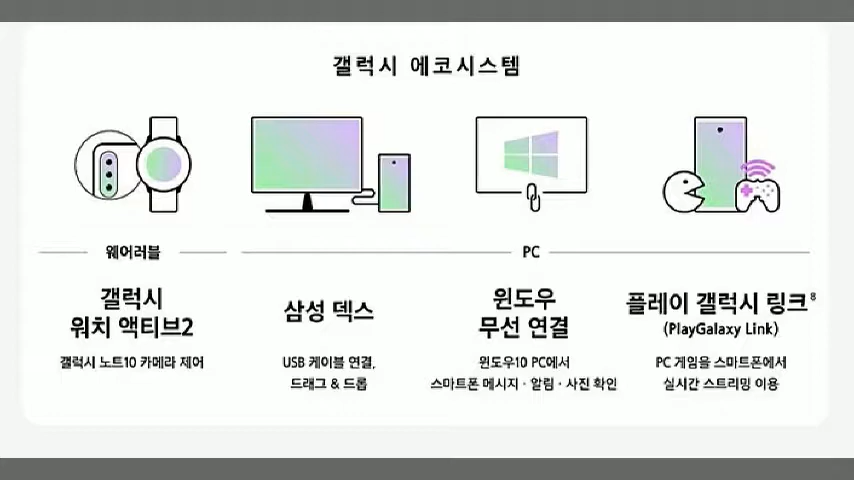 갤럭시 에코시스템
웨어러블
PC
갤럭시
워치 액티브2
갤럭시 노트10 카메라 제어
삼성 덱스
USB 케이블 연결,
드래그 & 드롭
윈도우
무선 연결
윈도우10 PC에서
스마트폰 메시지 · 알림 · 사진 확인
플레이 갤럭시 링크⁸
(PlayGalaxy Link)
PC 게임을 스마트폰에서
실시간 스트리밍 이용